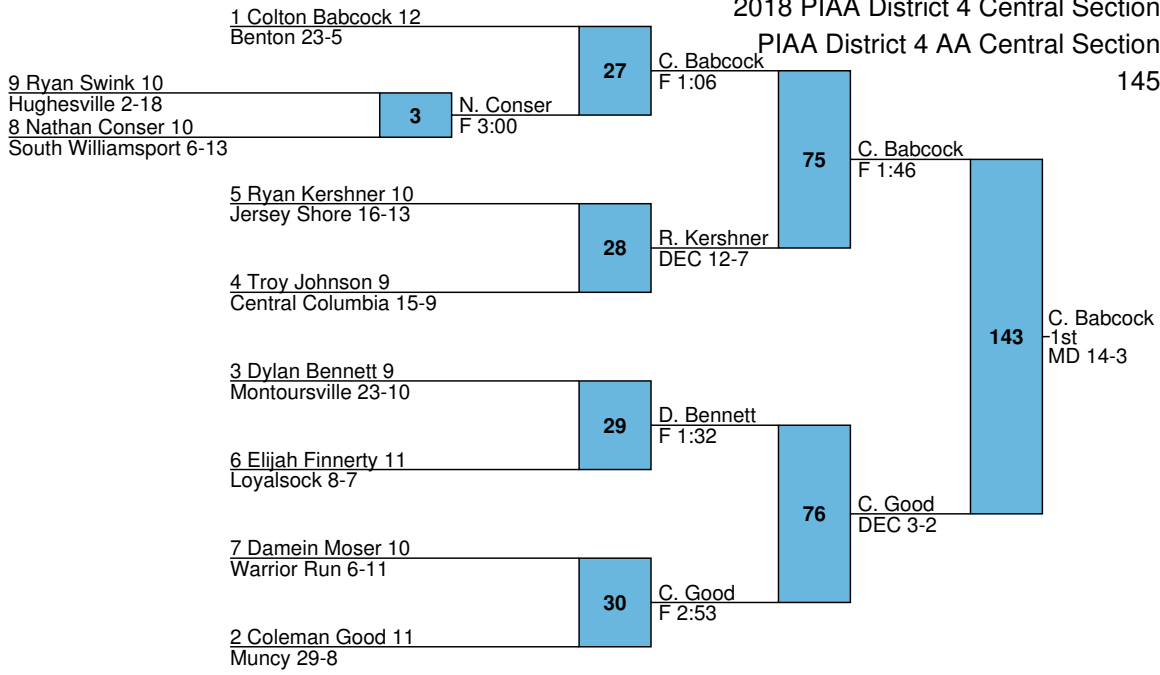 2018 PIAA District 4 Central Section
PIAA District 4 AA Central Section
145
1 Colton Babcock 12
Benton 23-5
9 Ryan Swink 10
Hughesville 2-18
8 Nathan Conser 10
South Williamsport 6-13
3
N. Conser
F 3:00
27
C. Babcock
F 1:06
5 Ryan Kershner 10
Jersey Shore 16-13
4 Troy Johnson 9
Central Columbia 15-9
28
R. Kershner
DEC 12-7
75
C. Babcock
F 1:46
3 Dylan Bennett 9
Montoursville 23-10
6 Elijah Finnerty 11
Loyalsock 8-7
29
D. Bennett
F 1:32
7 Damein Moser 10
Warrior Run 6-11
2 Coleman Good 11
Muncy 29-8
30
C. Good
F 2:53
76
C. Good
DEC 3-2
143
C. Babcock
1st
MD 14-3